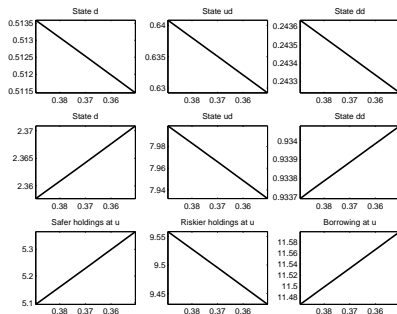 State d
0.5135
0.513
0.5125
0.512
0.5115
0.38 0.37 0.36
State ud
0.64
0.635
0.63
0.38 0.37 0.36
State dd
0.2436
0.2434
0.2432
0.2430
0.2423
0.38 0.37 0.36
State d
2.37
2.365
2.36
0.38 0.37 0.36
State ud
7.98
7.96
7.94
0.38 0.37 0.36
State dd
0.934
0.9339
0.9338
0.9337
0.38 0.37 0.36
Safer holdings at u
5.3
5.2
5.1
0.38 0.37 0.36
Riskier holdings at u
9.55
9.5
9.45
0.38 0.37 0.36
Borrowing at u
11.58
11.56
11.54
11.52
11.5
11.48
0.38 0.37 0.36